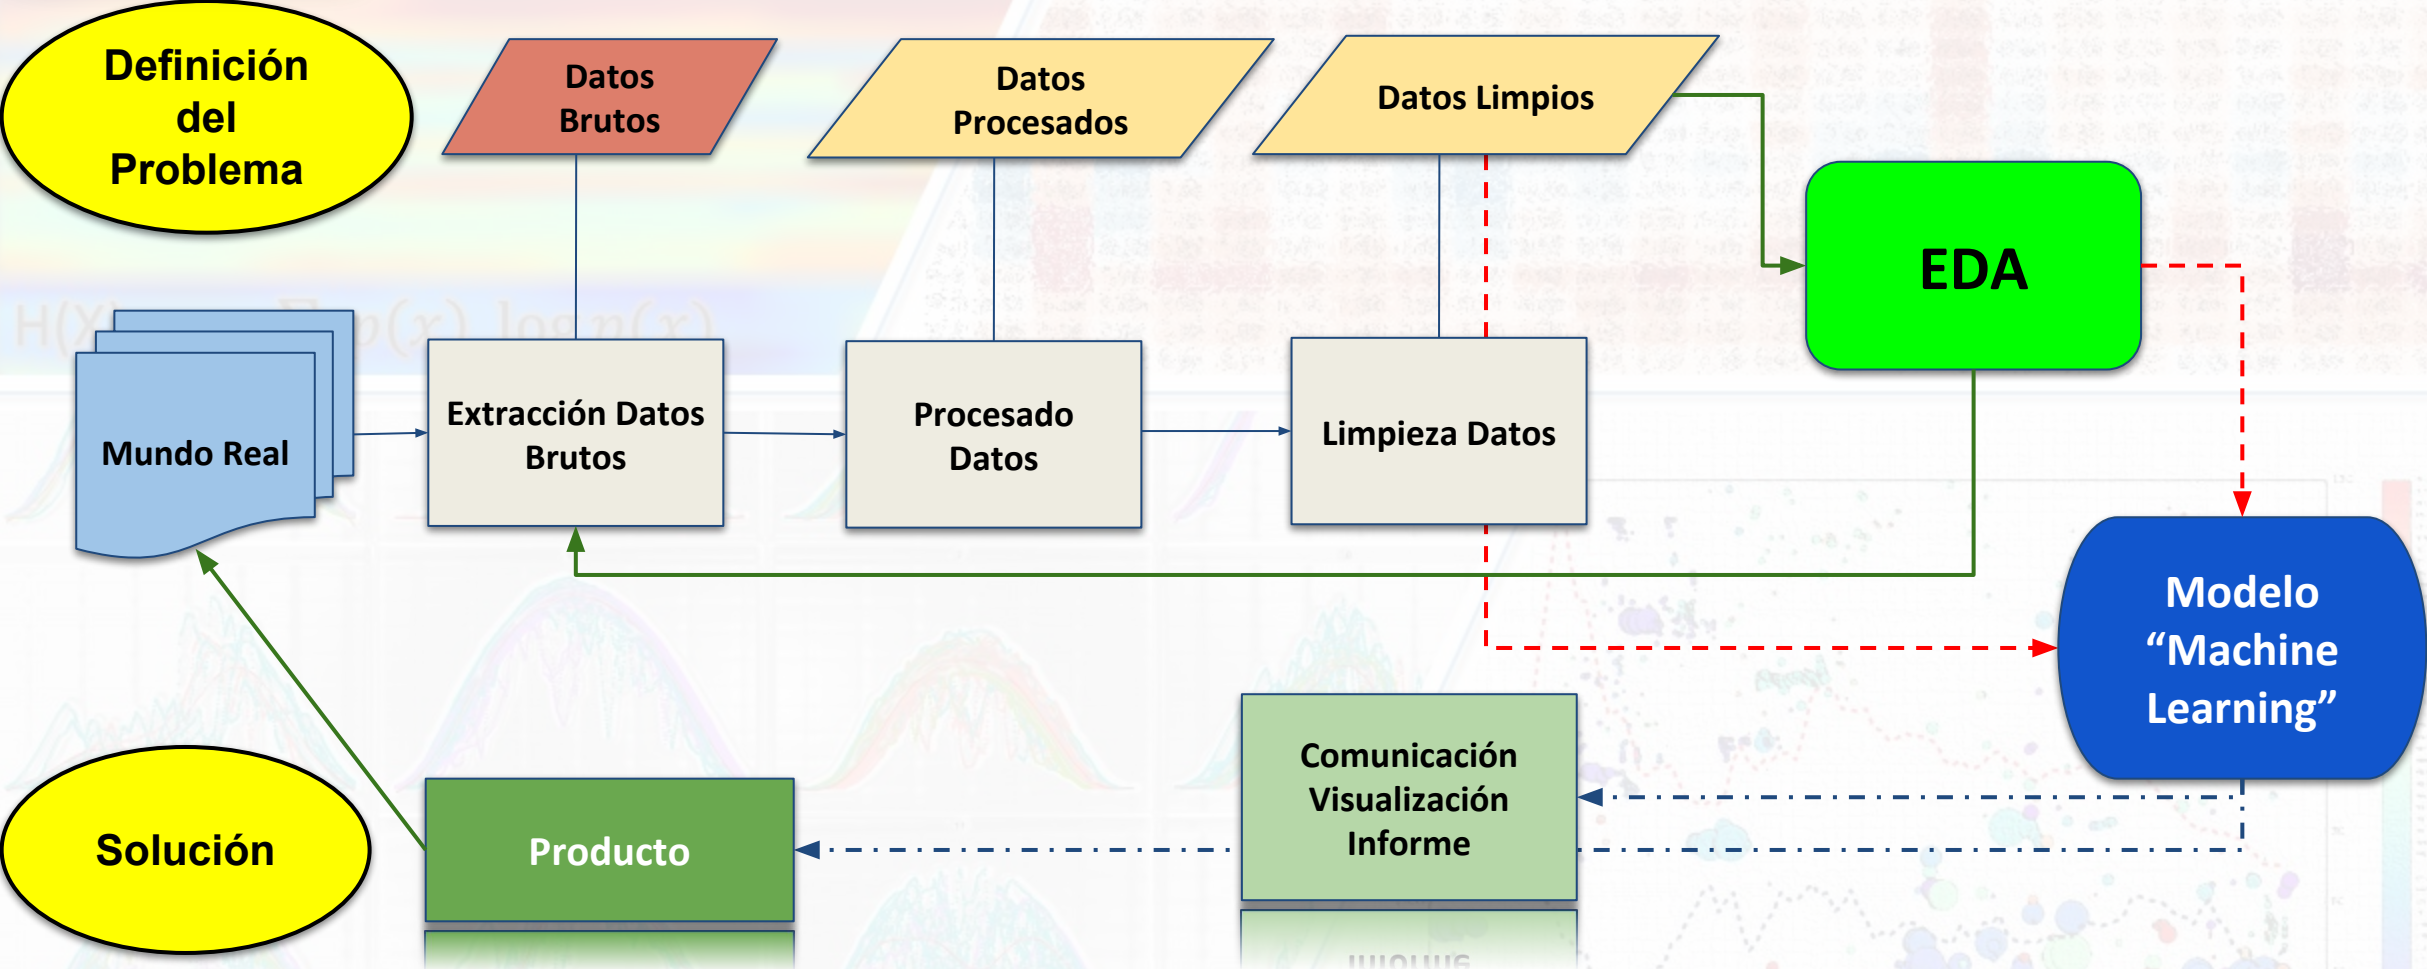 Definición
del
Problema
Datos
Brutos
Datos
Procesados
Datos Limpios
EDA
H(X)
p(x) log p(x)
Mundo Real
Extracción Datos
Brutos
Procesado
Datos
Limpieza Datos
Modelo
“Machine
Learning”
Comunicación
Visualización
Informe
Producto
Solución